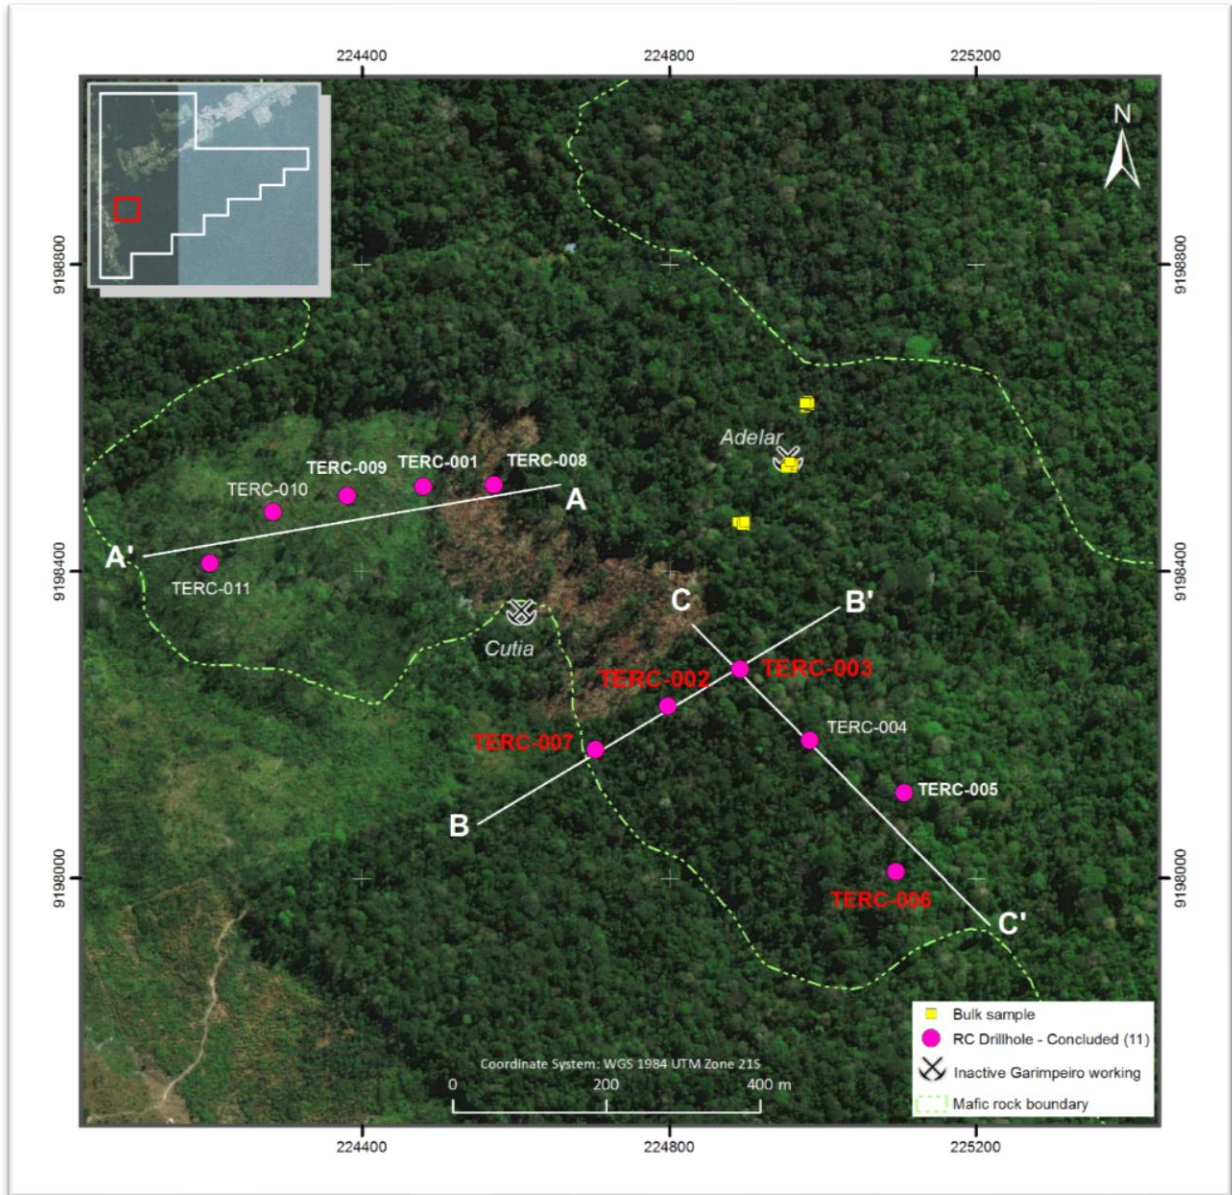 224400
224800
225200
N
9198800
9198800
Adelar
TERC-009
TERC-001
TERC-008
TERC-010
A
A'
TERC-011
9198400
9198400
C
B'
Cutia
TERC-003
TERC-002
TERC-004
TERC-007
TERC-005
B
9198000
9198000
TERC-006
C'
Bulk sample
RC Drillhole - Concluded (11)
Inactive Garimpeiro working
Mafic rock boundary
Coordinate System: WGS 1984 UTM Zone 21S
0 200 400 m
224400
224800
225200